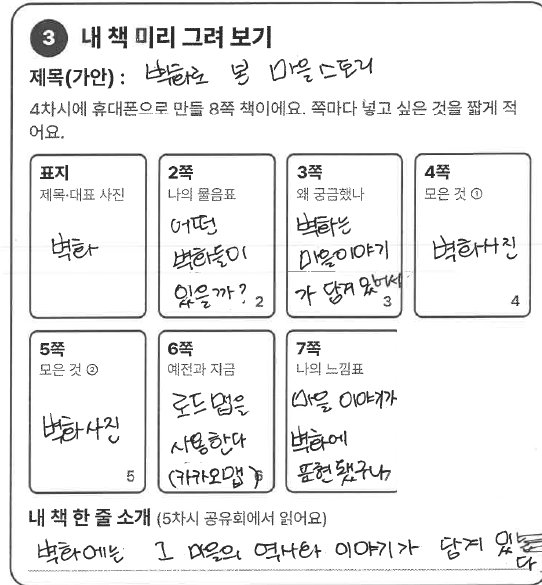 3 내 책 미리 그려 보기
제목(가안) : 벽화로 본 마을스토리
4차시에 휴대폰으로 만들 8쪽 책이에요. 쪽마다 넣고 싶은 것을 짧게 적
어요.
표지
제목·대표 사진
벽화
2쪽
나의 물음표
어떤
벽화들이
있을까?
2
3쪽
왜 궁금했나
벽화는
마을이야기
가 담겨있어서
3
4쪽
모은 것 ①
벽화사진
4
5쪽
모은 것 ②
벽화사진
5
6쪽
예전과 지금
로드맵을
사용한다
(카카오맵)
6
7쪽
나의 느낌표
마을 이야기가
벽화에
표현됐구나
내 책 한 줄 소개 (5차시 공유회에서 읽어요)
벽화에는 그 마을의 역사와 이야기가 담겨 있
다